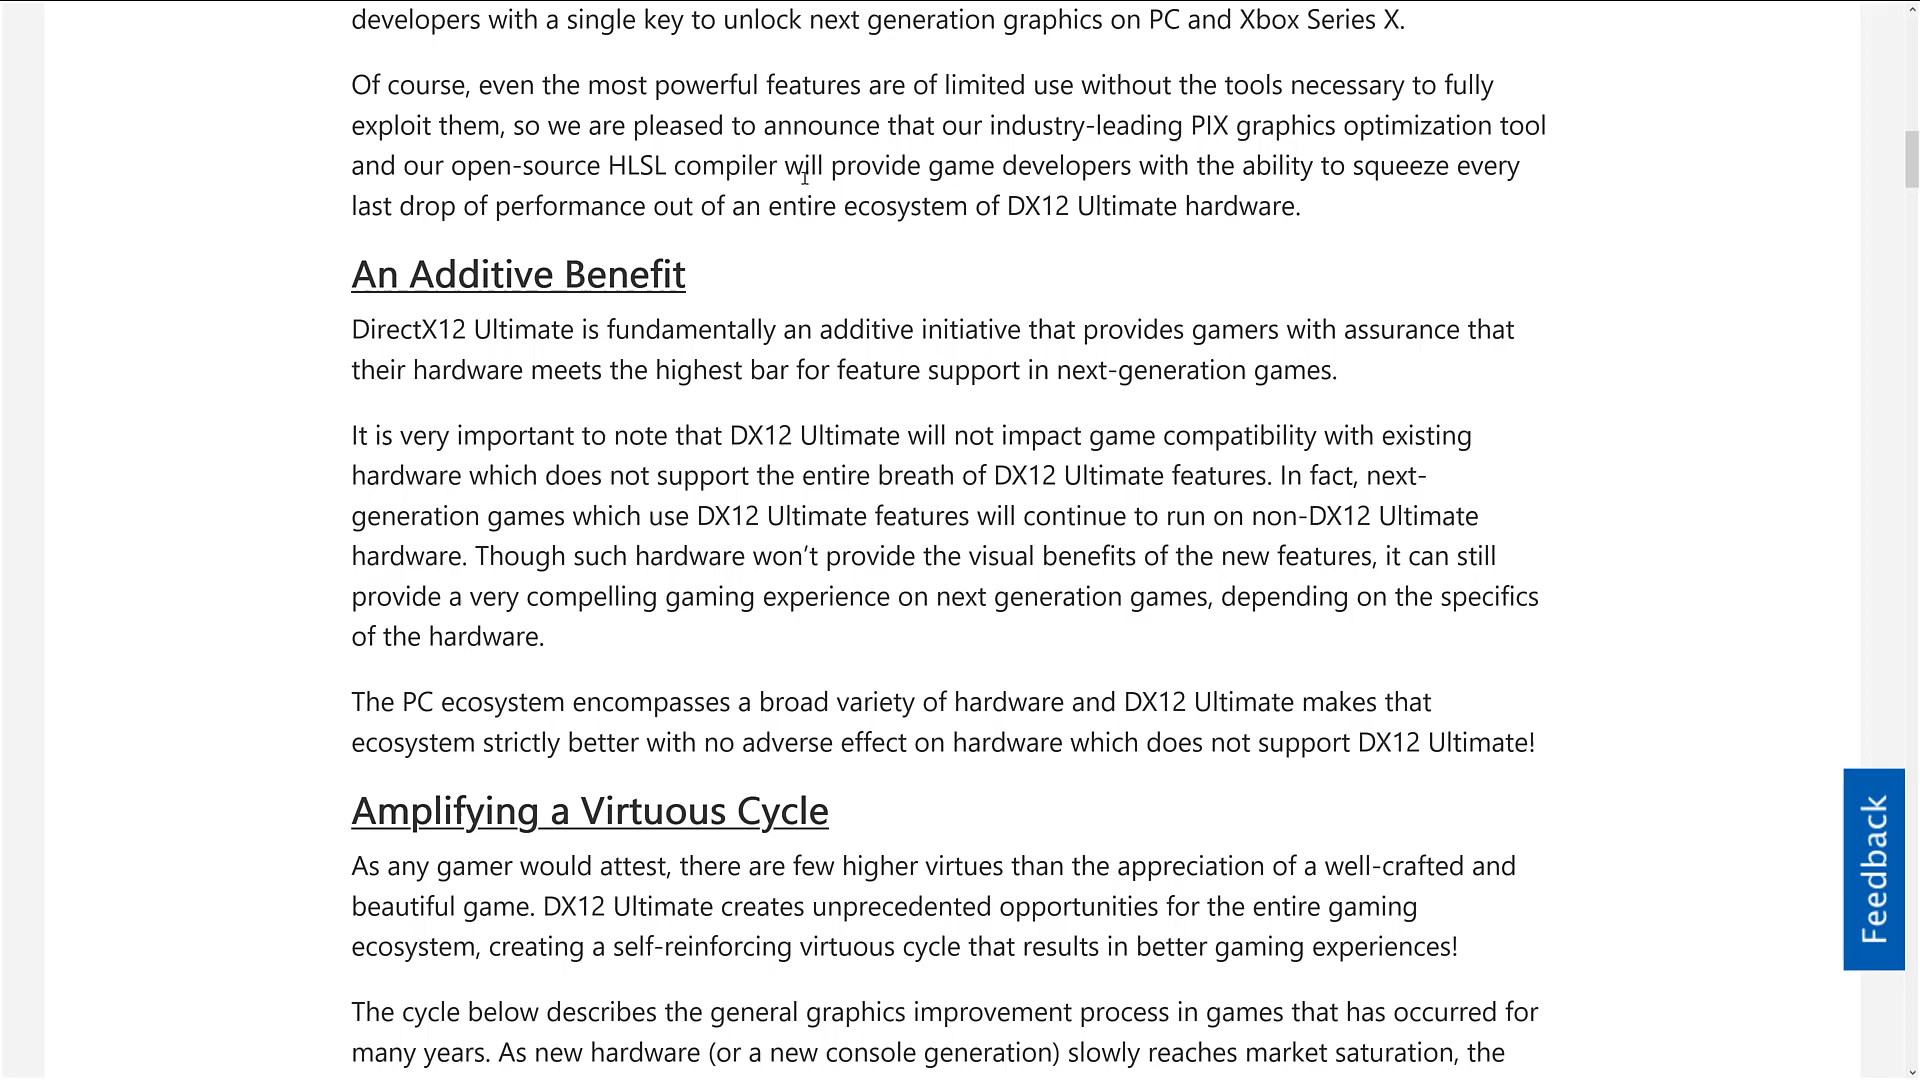 developers with a single key to unlock next generation graphics on PC and Xbox Series X.
Of course, even the most powerful features are of limited use without the tools necessary to fully
exploit them, so we are pleased to announce that our industry-leading PIX graphics optimization tool
and our open-source HLSL compiler will provide game developers with the ability to squeeze every
last drop of performance out of an entire ecosystem of DX12 Ultimate hardware.
An Additive Benefit
DirectX12 Ultimate is fundamentally an additive initiative that provides gamers with assurance that
their hardware meets the highest bar for feature support in next-generation games.
It is very important to note that DX12 Ultimate will not impact game compatibility with existing
hardware which does not support the entire breath of DX12 Ultimate features. In fact, next-
generation games which use DX12 Ultimate features will continue to run on non-DX12 Ultimate
hardware. Though such hardware won’t provide the visual benefits of the new features, it can still
provide a very compelling gaming experience on next generation games, depending on the specifics
of the hardware.
The PC ecosystem encompasses a broad variety of hardware and DX12 Ultimate makes that
ecosystem strictly better with no adverse effect on hardware which does not support DX12 Ultimate!
Amplifying a Virtuous Cycle
As any gamer would attest, there are few higher virtues than the appreciation of a well-crafted and
beautiful game. DX12 Ultimate creates unprecedented opportunities for the entire gaming
ecosystem, creating a self-reinforcing virtuous cycle that results in better gaming experiences!
The cycle below describes the general graphics improvement process in games that has occurred for
many years. As new hardware (or a new console generation) slowly reaches market saturation, the
Feedback